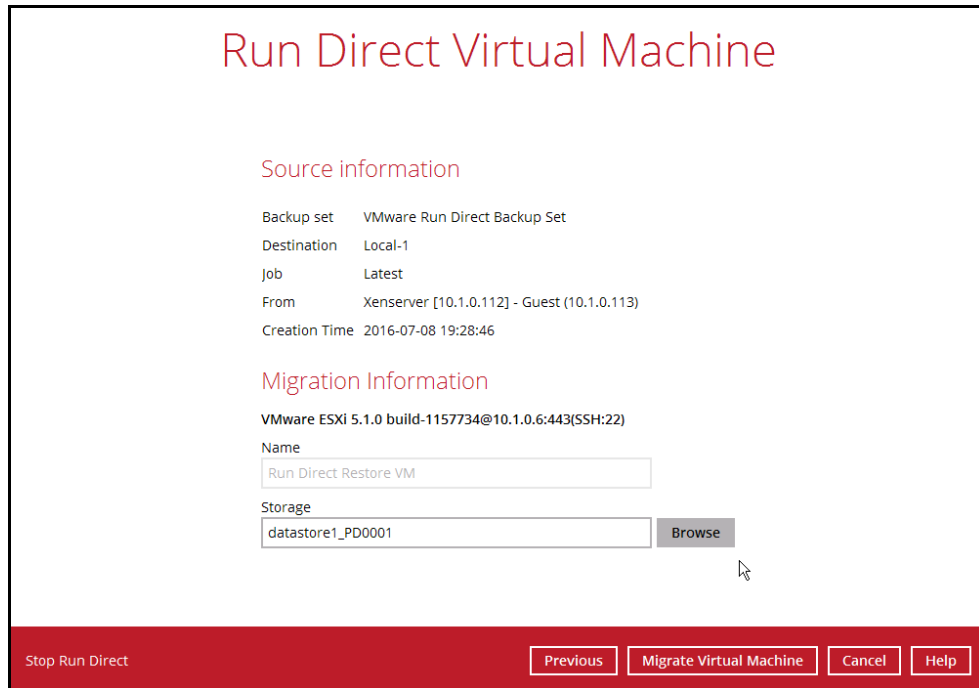 Run Direct Virtual Machine
Source information
Backup set VMware Run Direct Backup Set
Destination Local-1
Job Latest
From Xenserver [10.1.0.112] - Guest (10.1.0.113)
Creation Time 2016-07-08 19:28:46
Migration Information
VMware ESXi 5.1.0 build-1157734@10.1.0.6:443(SSH:22)
Name
Run Direct Restore VM
Storage
datastore1_PD0001 Browse
Stop Run Direct Previous Migrate Virtual Machine Cancel Help